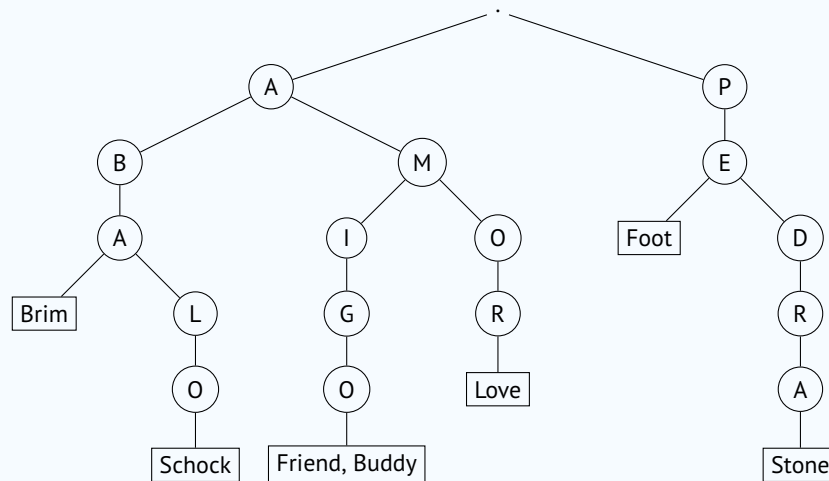 .
A P
B M E
A I O Foot D
Brim L G R R
O O Love A
Schock Friend, Buddy Stone